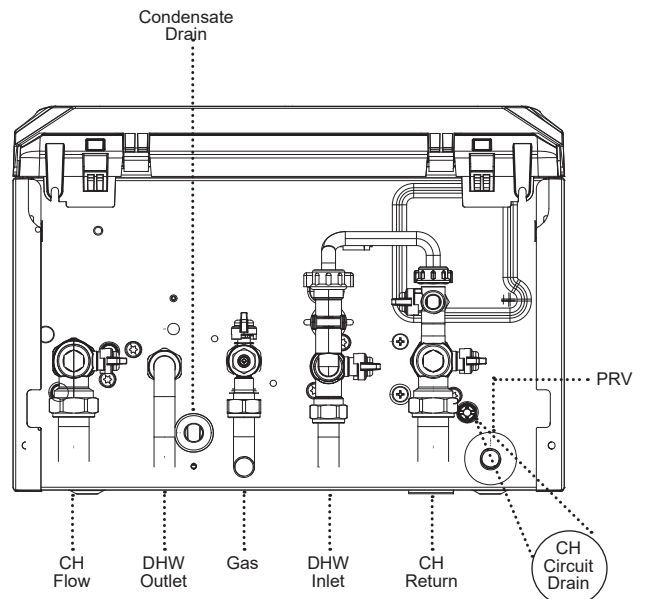 Condensate
Drain
PRV
CH
Flow
DHW
Outlet
Gas
DHW
Inlet
CH
Return
CH
Circuit
Drain